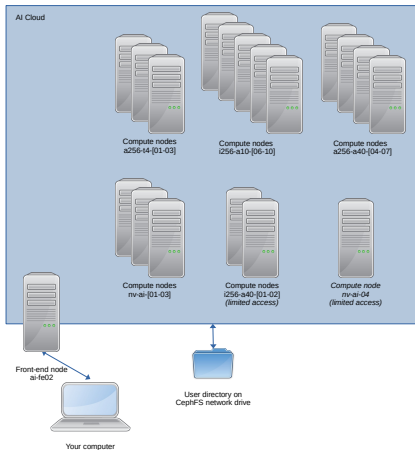 AI Cloud
Compute nodes
a256-t4-[01-03]
Compute nodes
i256-a10-[06-10]
Compute nodes
a256-a40-[04-07]
Compute nodes
nv-ai-[01-03]
Compute nodes
i256-a40-[01-02]
(limited access)
Compute node
nv-ai-04
(limited access)
Front-end node
ai-fe02
User directory on
CephFS network drive
Your computer